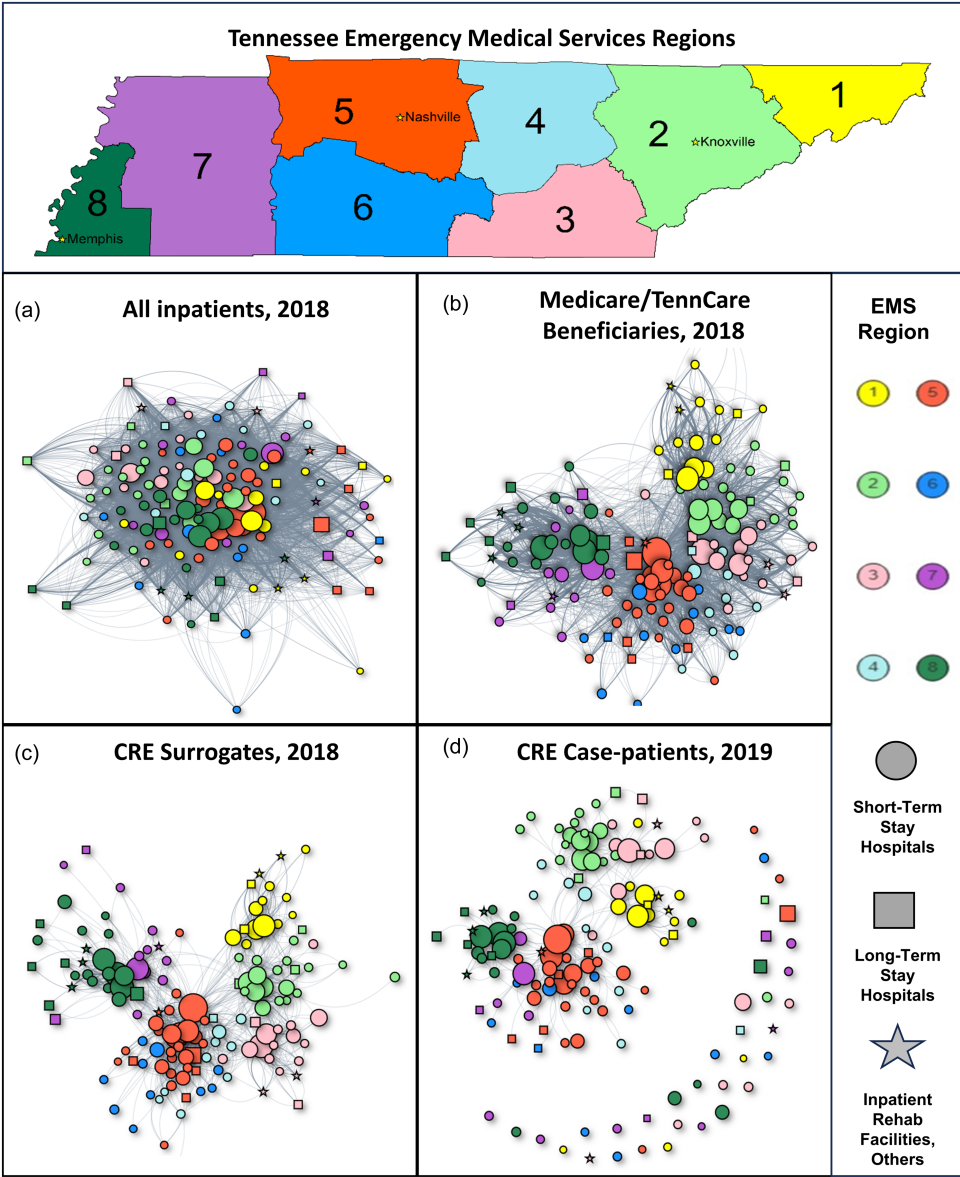 Tennessee Emergency Medical Services Regions
1
5
Nashville
4
2
Knoxville
7
8
6
3
Memphis
(a)
All inpatients, 2018
(b)
Medicare/TennCare
Beneficiaries, 2018
EMS
Region
1
5
2
6
3
7
4
8
(c)
CRE Surrogates, 2018
(d)
CRE Case-patients, 2019
Short-Term
Stay
Hospitals
Long-Term
Stay
Hospitals
Inpatient
Rehab
Facilities,
Others